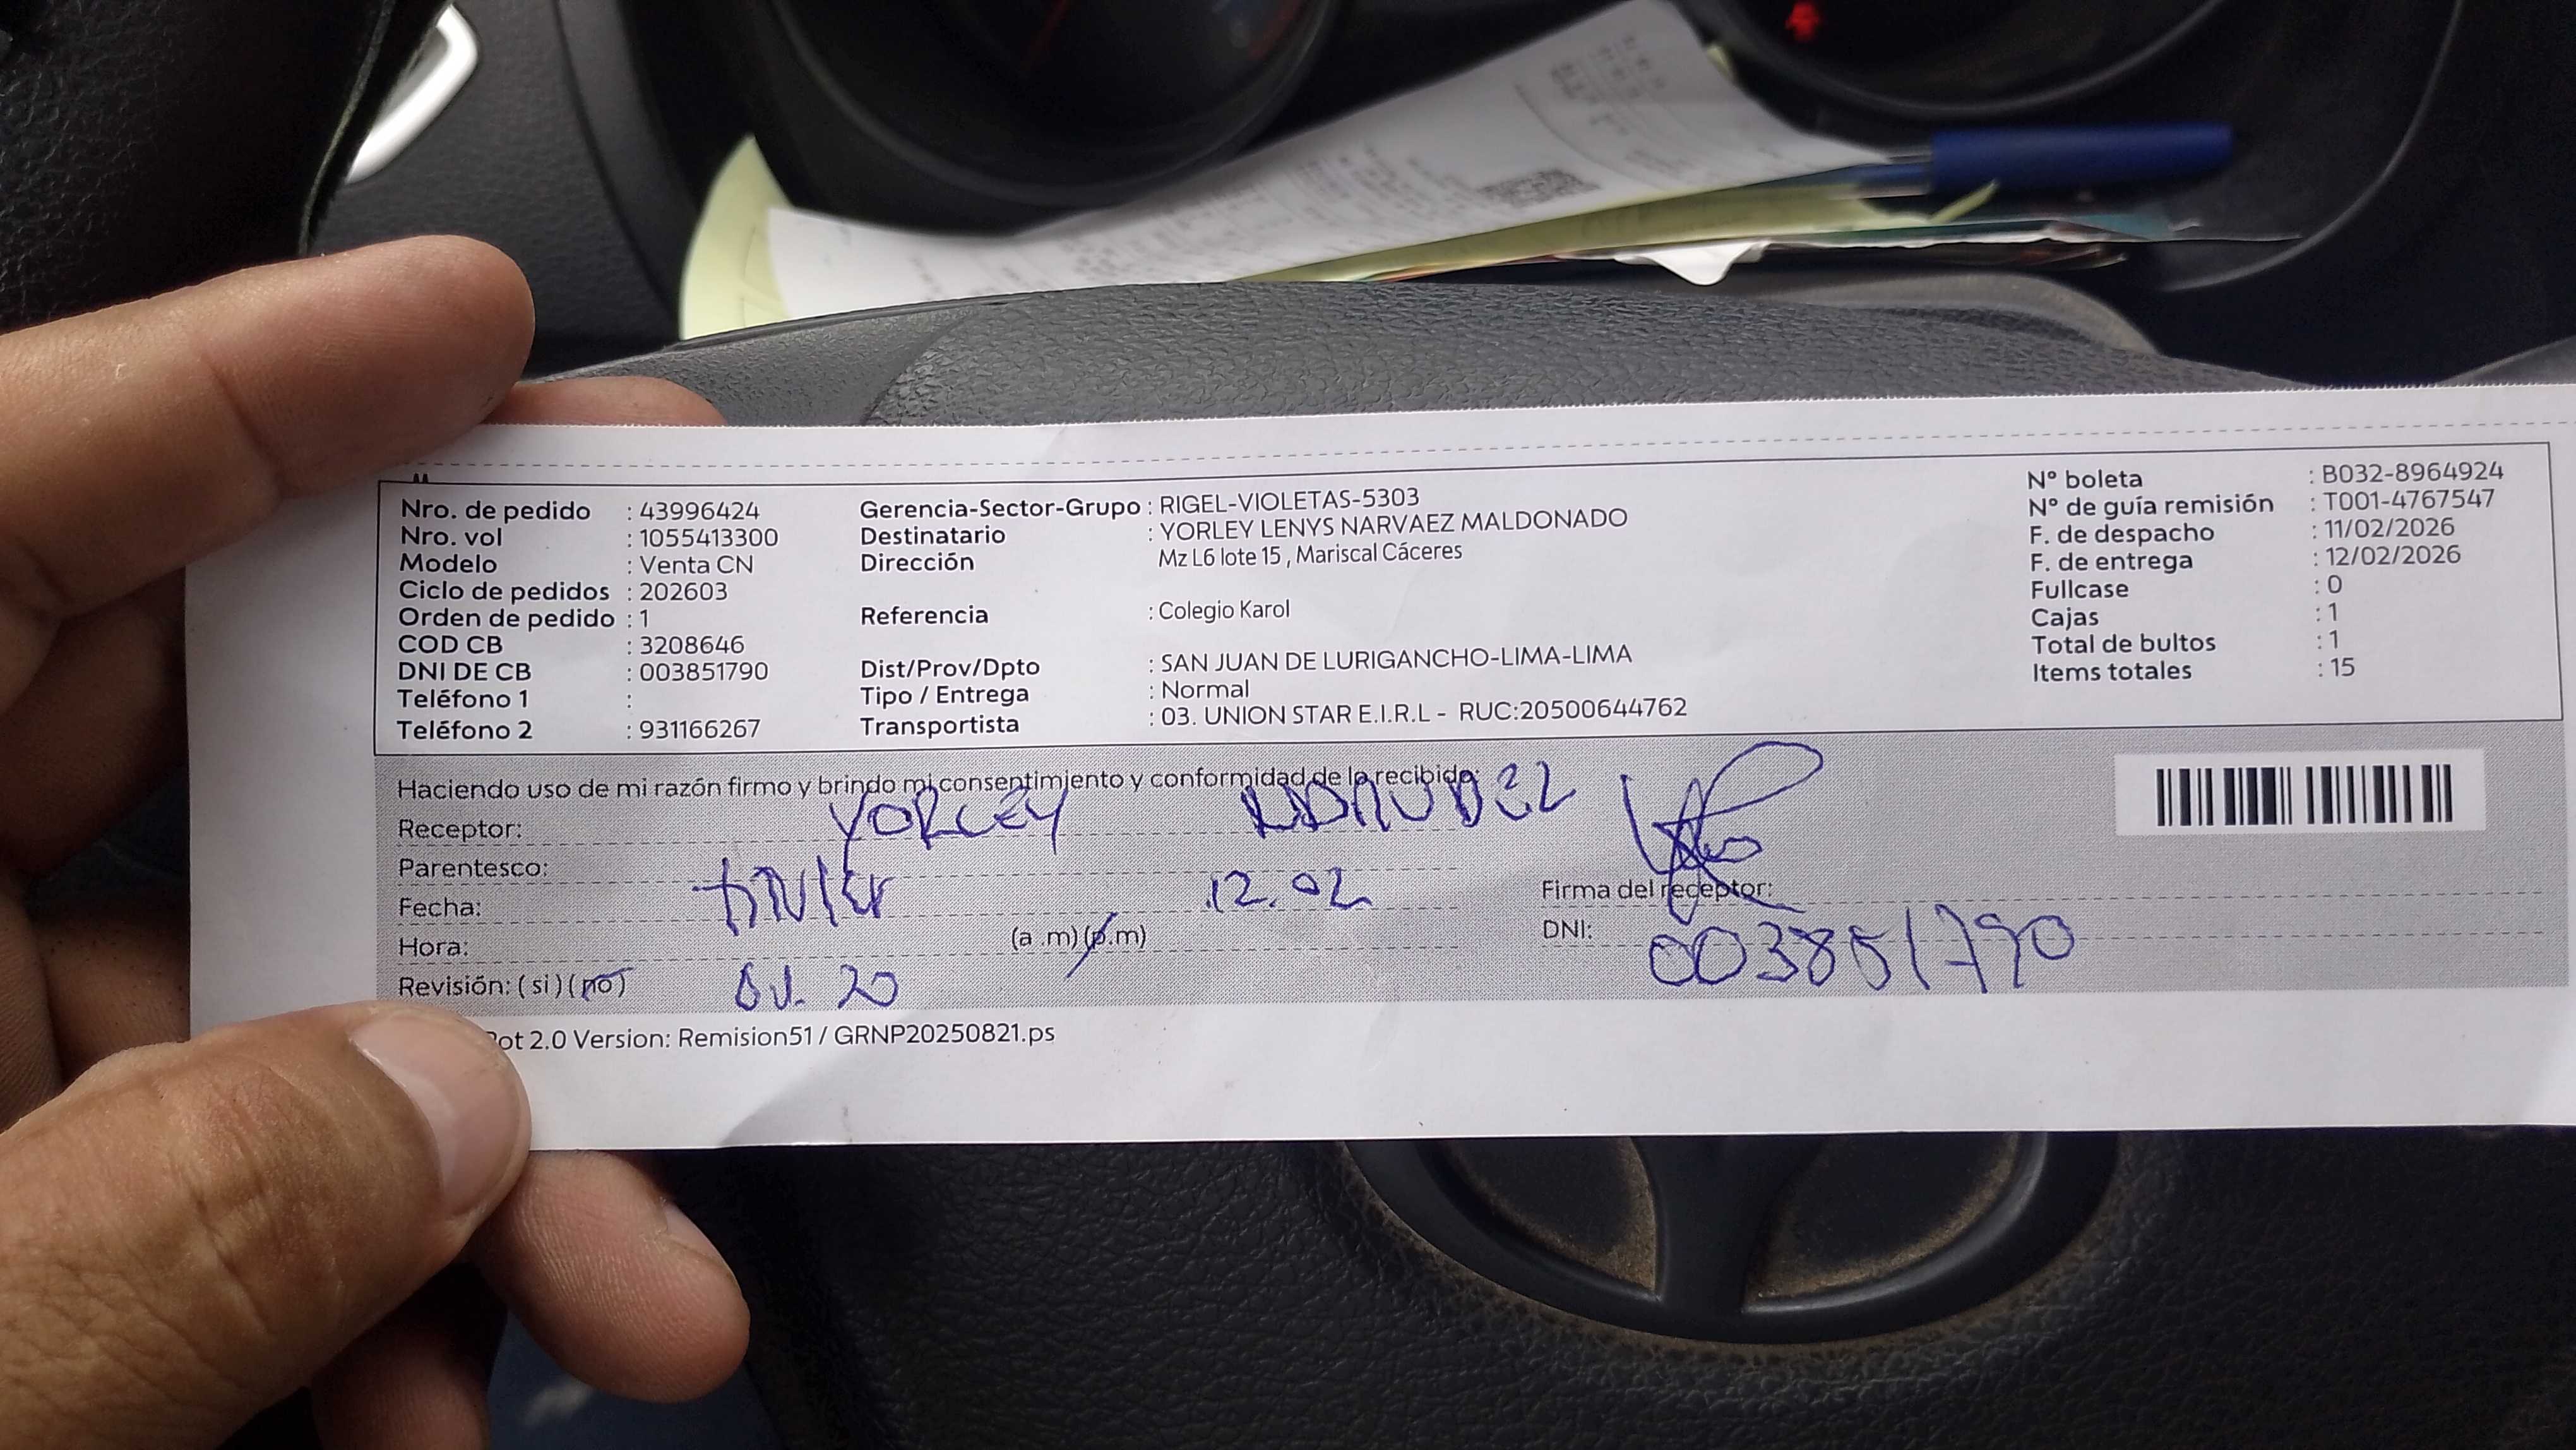 Nro. de pedido : 43996424
Nro. vol : 1055413300
Modelo : Venta CN
Ciclo de pedidos : 202603
Orden de pedido : 1
COD CB : 3208646
DNI DE CB : 003851790
Teléfono 1 :
Teléfono 2 : 931166267
Gerencia-Sector-Grupo : RIGEL-VIOLETAS-5303
Destinatario : YORLEY LENYS NARVAEZ MALDONADO
Dirección Mz L6 lote 15 , Mariscal Cáceres
Referencia : Colegio Karol
Dist/Prov/Dpto : SAN JUAN DE LURIGANCHO-LIMA-LIMA
Tipo / Entrega : Normal
Transportista : 03. UNION STAR E.I.R.L - RUC:20500644762
Nº boleta : B032-8964924
Nº de guía remisión : T001-4767547
F. de despacho : 11/02/2026
F. de entrega : 12/02/2026
Fullcase : 0
Cajas : 1
Total de bultos : 1
Items totales : 15
Haciendo uso de mi razón firmo y brindo mi consentimiento y conformidad de lo recibido:
Receptor: YORLEY
Parentesco:
Fecha: 12.02
Hora: (a .m) (p.m)
Revisión: ( si ) ( no ) 20
Firma del receptor:
DNI: 003851790
ot 2.0 Version: Remision51 / GRNP20250821.ps